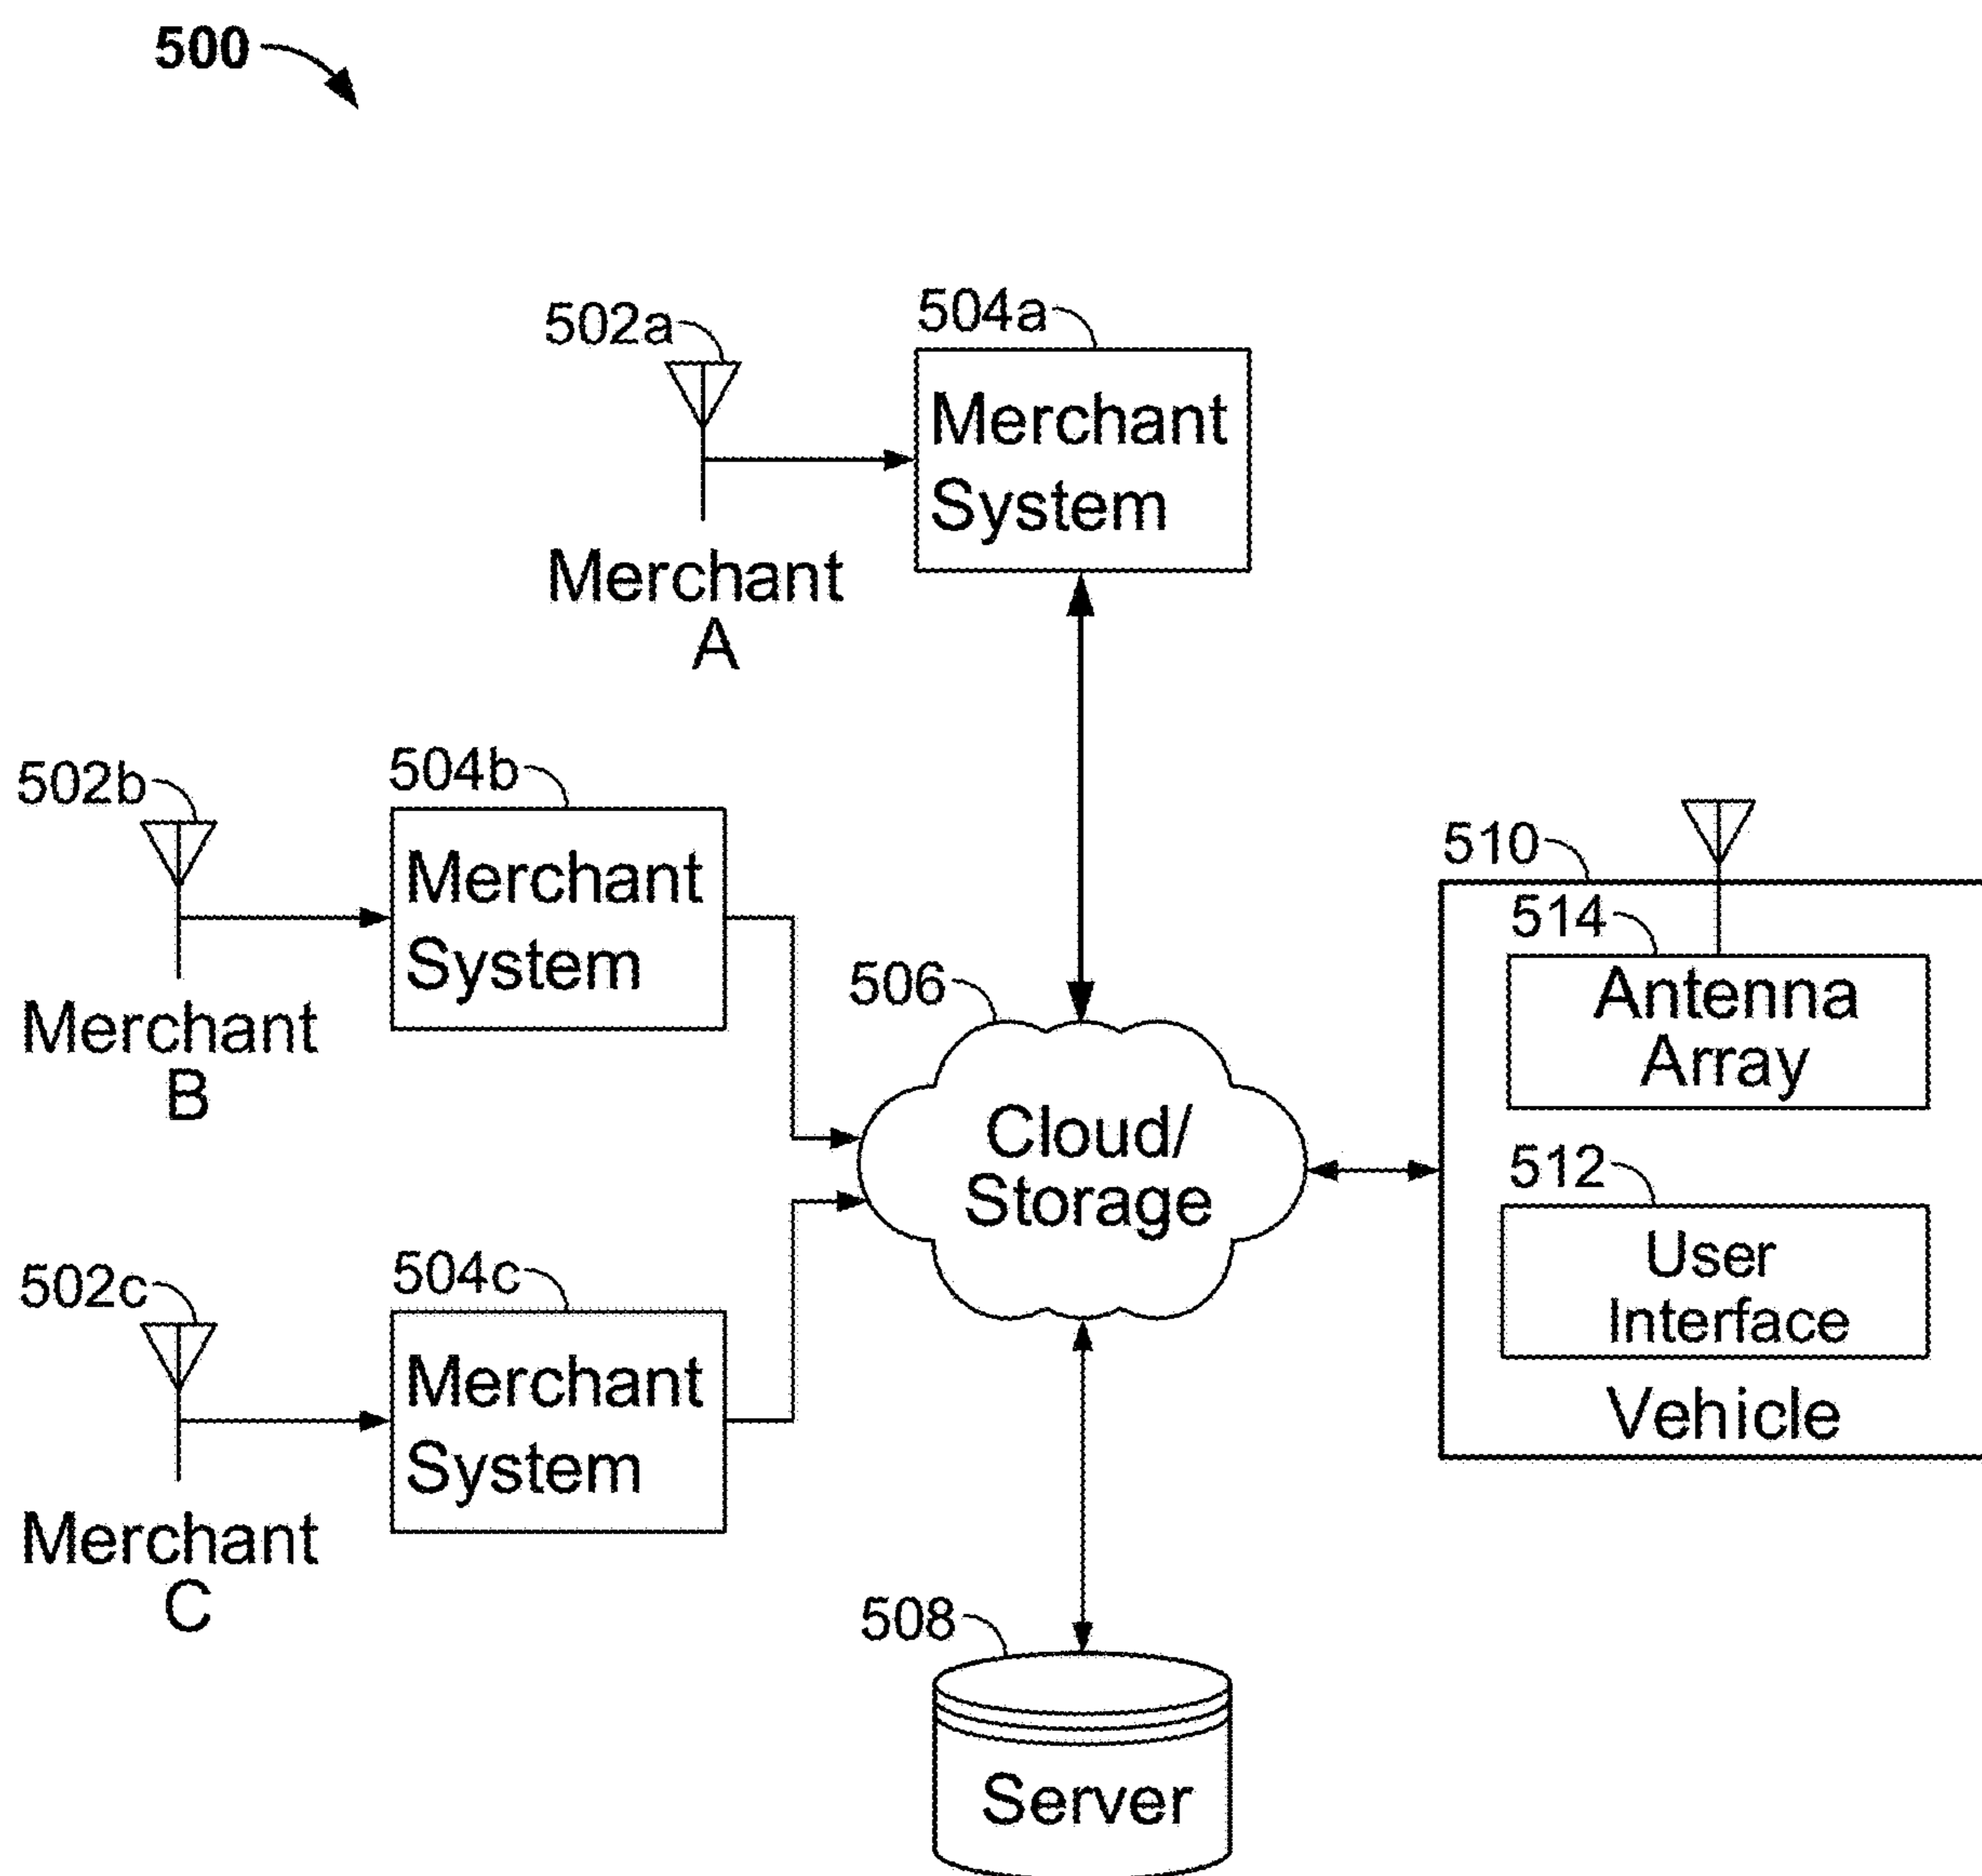 500
502a
504a
Merchant
System
Merchant
A
502b
504b
Merchant
System
Merchant
B
502c
504c
Merchant
System
Merchant
C
506
Cloud/
Storage
508
Server
510
514
Antenna
Array
512
User
Interface
Vehicle